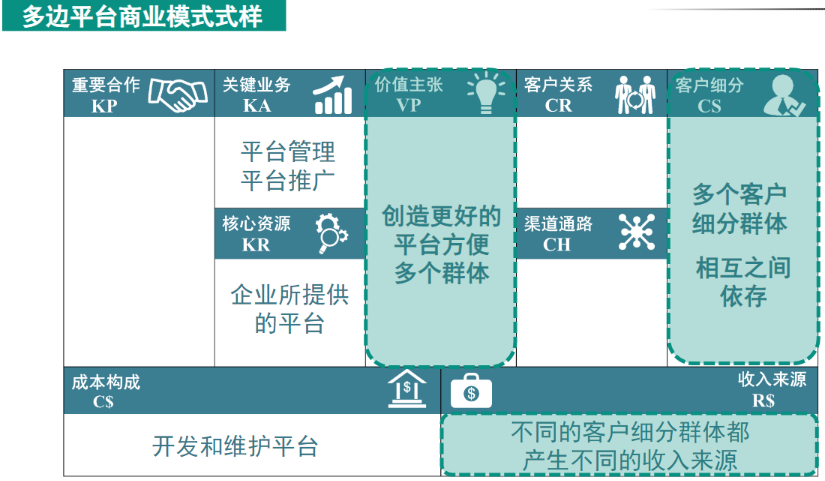 多边平台商业模式式样
重要合作
KP
关键业务
KA
平台管理
平台推广
核心资源
KR
企业所提供
的平台
价值主张
VP
创造更好的
平台方便
多个群体
客户关系
CR
渠道通路
CH
客户细分
CS
多个客户
细分群体
相互之间
依存
成本构成
C$
$
开发和维护平台
$
收入来源
R$
不同的客户细分群体都
产生不同的收入来源